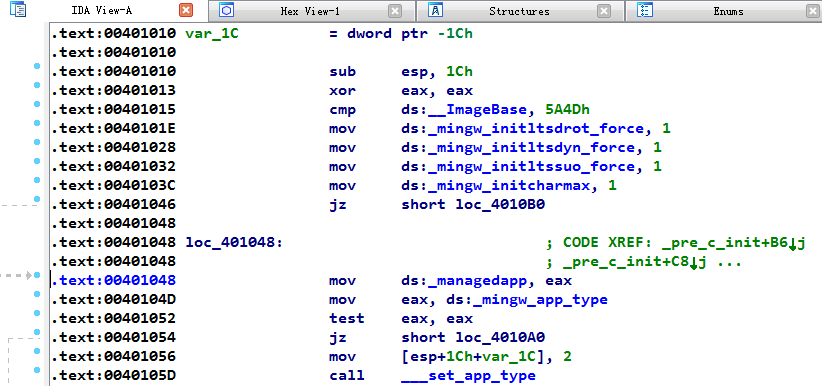 IDA View-A Hex View-1 Structures Enums
.text:00401010 var_1C = dword ptr -1Ch
.text:00401010
.text:00401010 sub esp, 1Ch
.text:00401013 xor eax, eax
.text:00401015 cmp ds:__ImageBase, 5A4Dh
.text:0040101E mov ds:_mingw_initltsdrot_force, 1
.text:00401028 mov ds:_mingw_initltsdyn_force, 1
.text:00401032 mov ds:_mingw_initltssuo_force, 1
.text:0040103C mov ds:_mingw_initcharmax, 1
.text:00401046 jz short loc_4010B0
.text:00401048
.text:00401048 loc_401048: ; CODE XREF: _pre_c_init+B6↓j
.text:00401048 ; _pre_c_init+C8↓j ...
.text:00401048 mov ds:_managedapp, eax
.text:0040104D mov eax, ds:_mingw_app_type
.text:00401052 test eax, eax
.text:00401054 jz short loc_4010A0
.text:00401056 mov [esp+1Ch+var_1C], 2
.text:0040105D call ___set_app_type